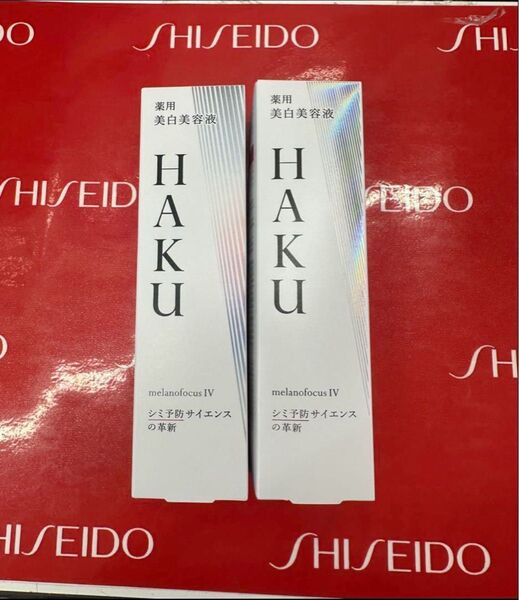 SHISEIDO
SHISEIDO
薬用
美白美容液
HAKU
melanofocus IV
シミ予防サイエンス
の革新
薬用
美白美容液
HAKU
melanofocus IV
シミ予防サイエンス
の革新
SHISEIDO
SEIDO
SHISEIDO
O
HISEIDO
SHISEIDO